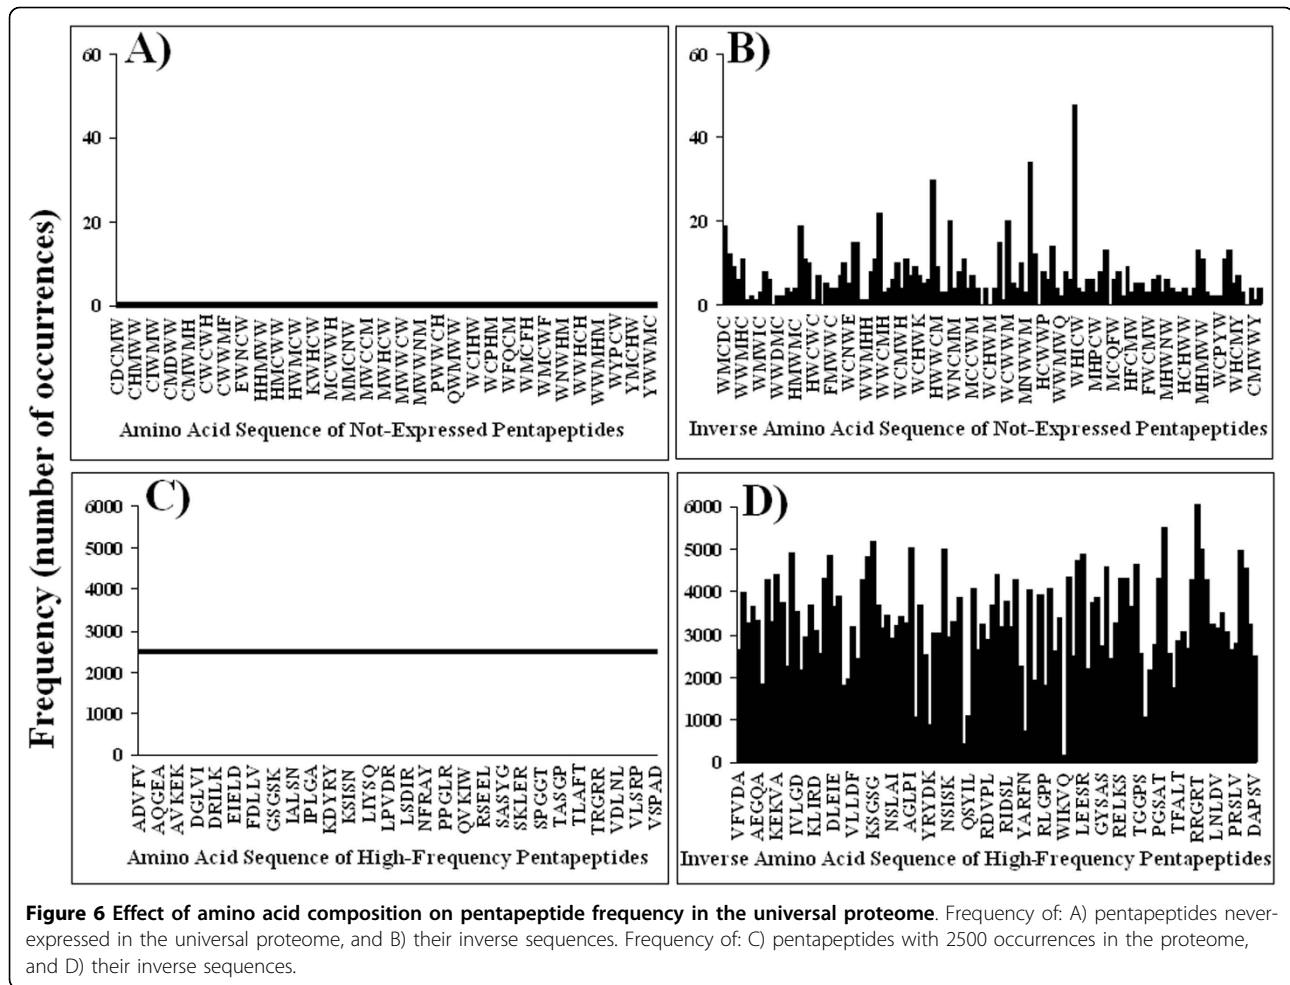 Frequency (number of occurrences)
A)
60
40
20
0
CDCMW
CHMWW
CIWMW
CMDWW
CMWMH
CWCWH
CWWMF
EWNCW
HHMWW
HMCWW
HWMCW
KWHCW
MCWWH
MMCNW
MWCCM
MWHCW
MWWCW
MWWNM
PWWCH
QWMWW
WCIHW
WCPHM
WFQCM
WMCFH
WMCWF
WNWHM
WWHCH
WWMHM
WYPCW
YMCHW
YWWMC
Amino Acid Sequence of Not-Expressed Pentapeptides
B)
60
40
20
0
WMCDC
WWMHC
WMWIC
WWDMC
HMWMC
HWCWC
FMWWC
WCNWE
WWMHH
WWCMH
WCMWH
WCHWK
HWWCM
WNCMM
MCCWM
WCHWM
WCWWM
MNWWM
HCWWP
WWMWQ
WHICW
MHPCW
MCQFW
HFCMW
FWCMW
MHWNW
HCHWW
MHMWW
WCPYW
WHCMY
CMWWY
Inverse Amino Acid Sequence of Not-Expressed Pentapeptides
C)
6000
5000
4000
3000
2000
1000
0
ADVFV
AQGEA
AVKEK
DGLVI
DRILK
EIELD
FDLLV
GSGSK
IALSN
IPLGA
KDYRY
KSISN
LIYSQ
LPVDR
LSDIR
NFRAY
PPGLR
QVKIW
RSEEL
SASYG
SKLER
SPGGT
TASGP
TLAFT
TRGRR
VDLNL
VLSRP
VSPAD
Amino Acid Sequence of High-Frequency Pentapeptides
D)
6000
5000
4000
3000
2000
1000
0
VFVDA
AEGQA
KEKVA
IVLGD
KLIRD
DLEIE
VLLDF
KSGSG
NSLAI
AGLPI
YRYDK
NSISK
QSYIL
RDVPL
RIDSL
YARFN
RLGPP
WIKVQ
LEESR
GYSAS
RELKS
TGGPS
PGSAT
TFALT
RRGRT
LNLDV
PRSLV
DAPSV
Inverse Amino Acid Sequence of High-Frequency Pentapeptides
Figure 6 Effect of amino acid composition on pentapeptide frequency in the universal proteome. Frequency of: A) pentapeptides never-
expressed in the universal proteome, and B) their inverse sequences. Frequency of: C) pentapeptides with 2500 occurrences in the proteome,
and D) their inverse sequences.